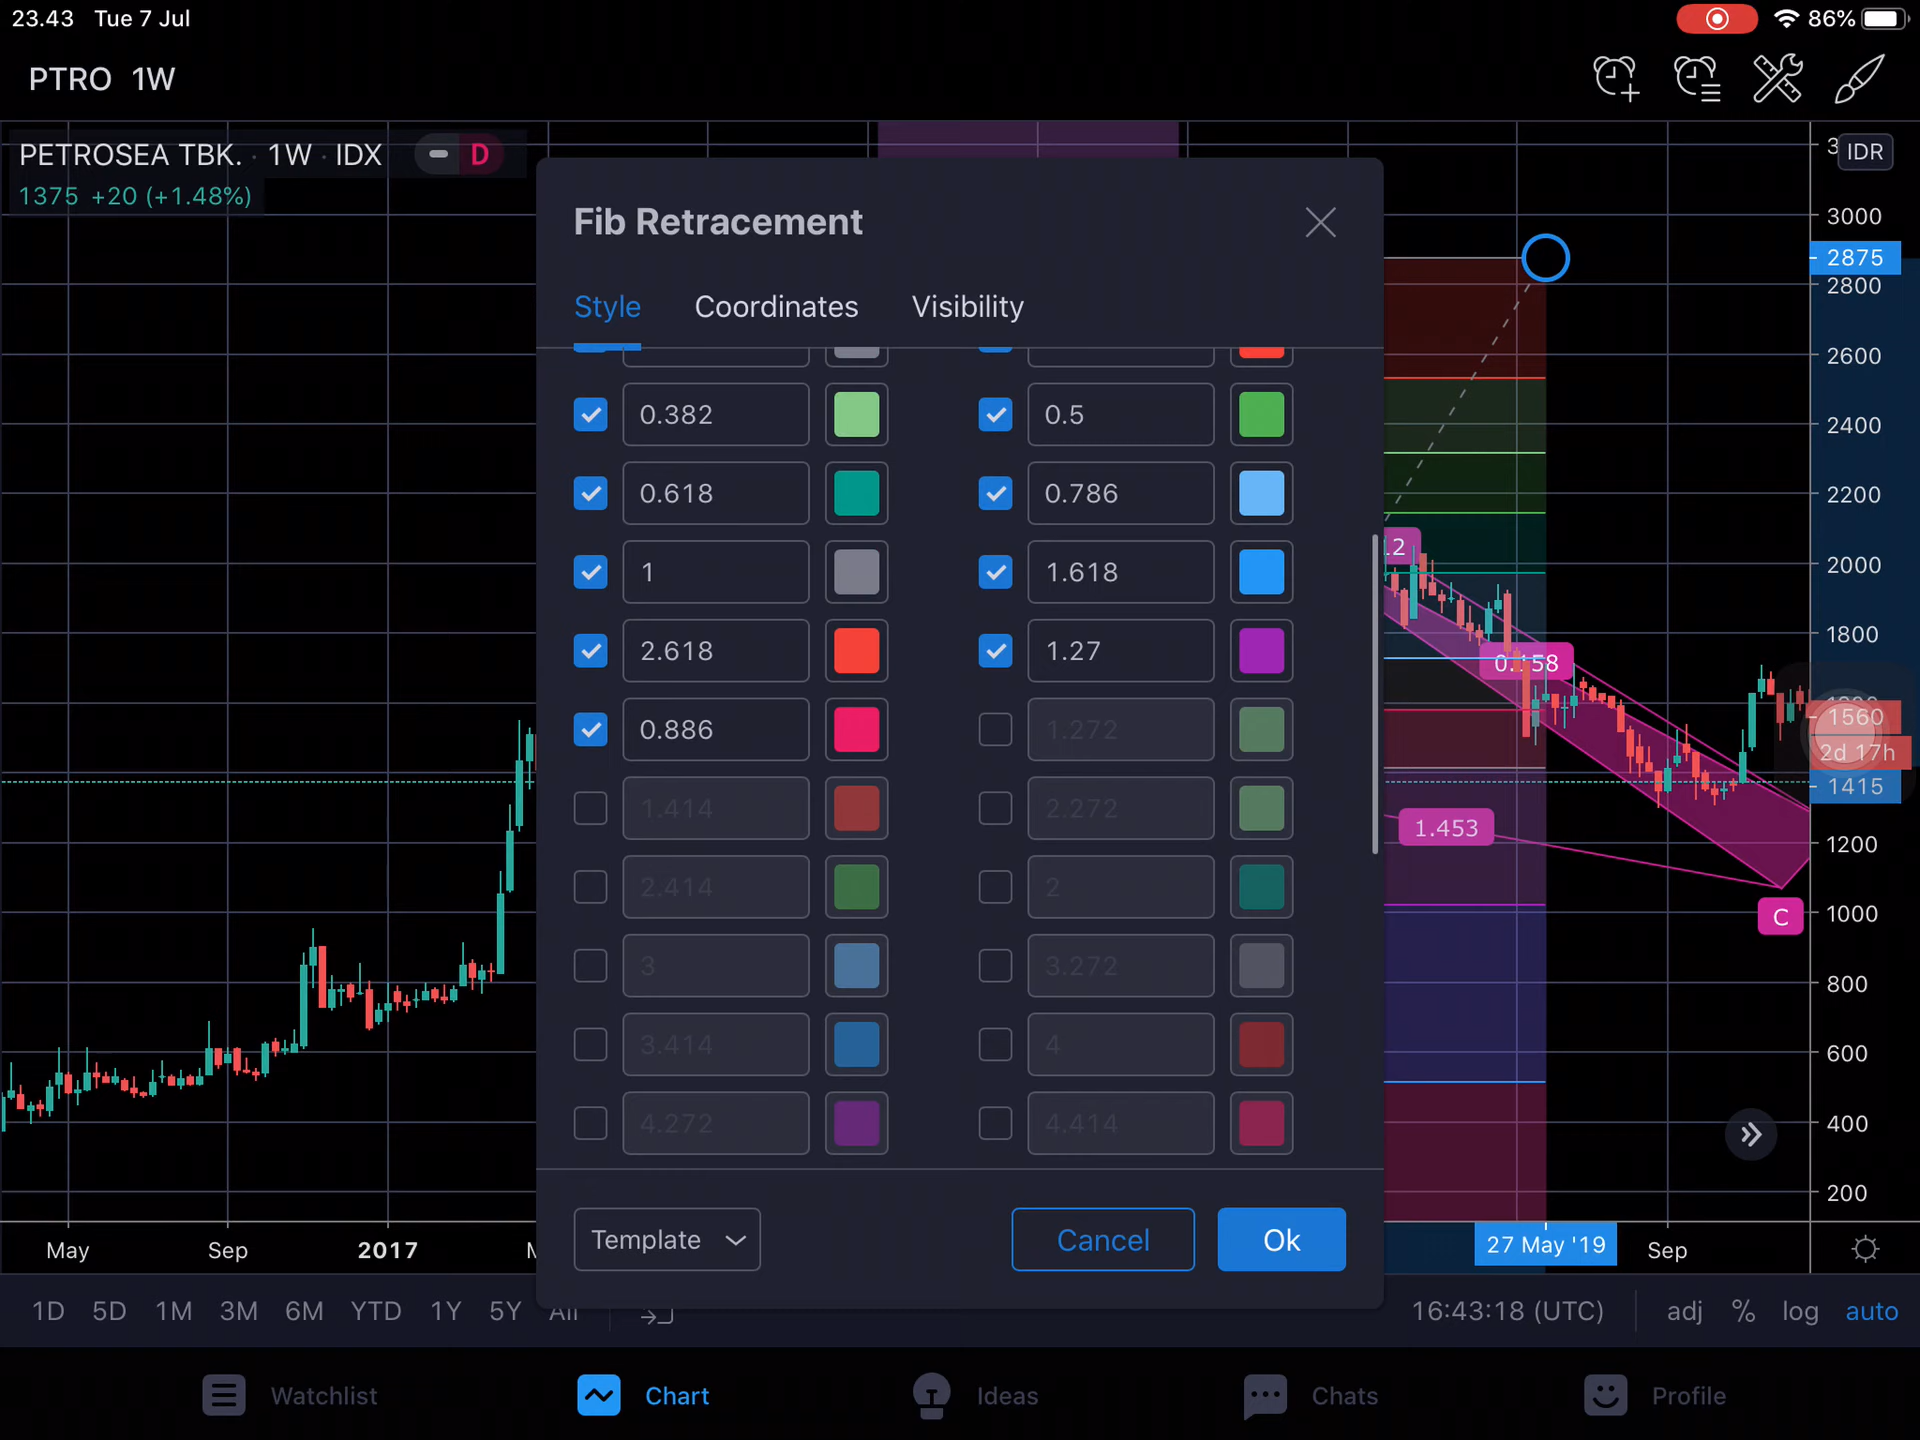 23.43 Tue 7 Jul
86%
PTRO 1W
PETROSEA TBK. · 1W · IDX
D
1375 +20 (+1.48%)
IDR
Fib Retracement
Style Coordinates Visibility
0.382 0.5
0.618 0.786
1 1.618
2.618 1.27
0.886 1.272
1.414 2.272
2.414 2
3 3.272
3.414 4
4.272 4.414
Template Cancel Ok
0.158
1.453
C
3000
2875
2800
2600
2400
2200
2000
1800
1560
2d 17h
1415
1200
1000
800
600
400
200
May Sep 2017 27 May '19 Sep
1D 5D 1M 3M 6M YTD 1Y 5Y All 16:43:18 (UTC) adj % log auto
Watchlist Chart Ideas Chats Profile